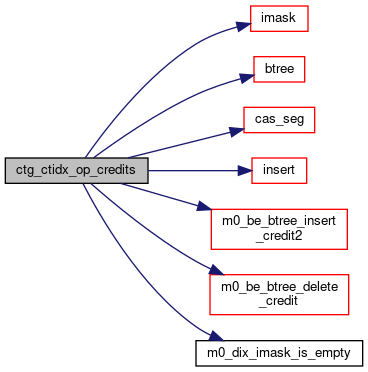 imask
btree
cas_seg
ctg_ctidx_op_credits
insert
m0_be_btree_insert
_credit2
m0_be_btree_delete
_credit
m0_dix_imask_is_empty